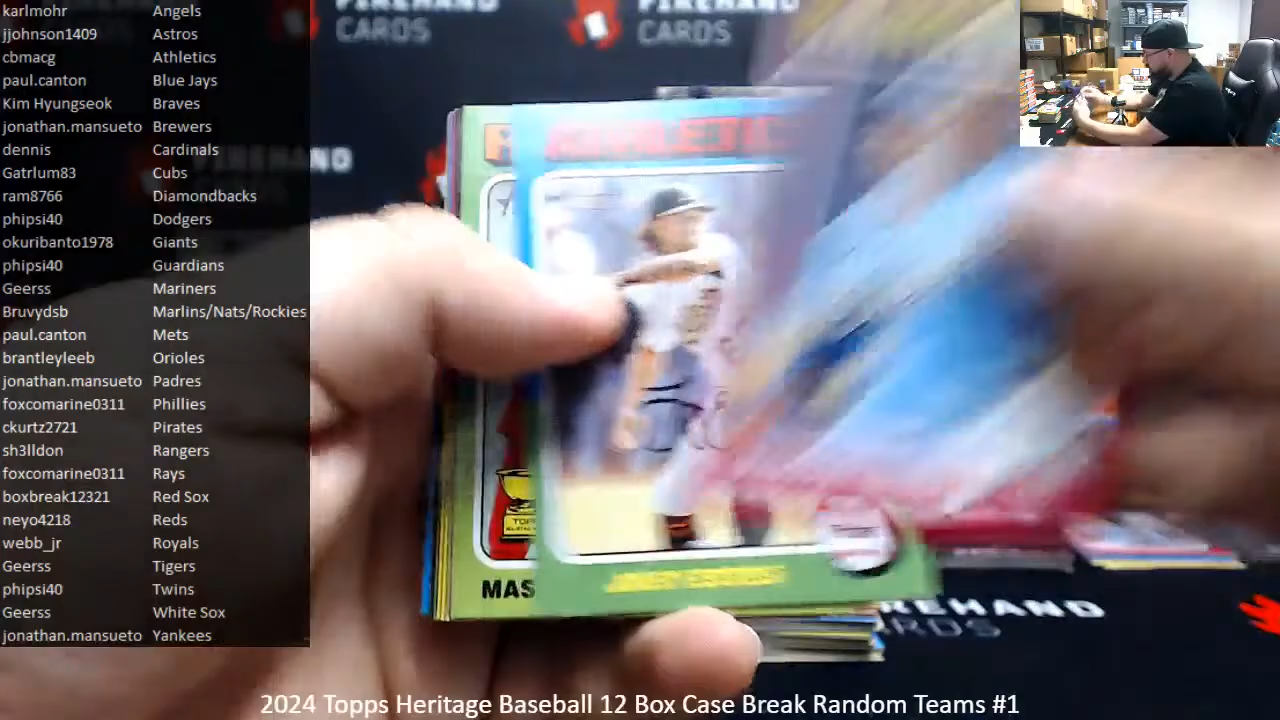 karlmohr Angels
jjohnson1409 Astros
cbmacg Athletics
paul.canton Blue Jays
Kim Hyungseok Braves
jonathan.mansueto Brewers
dennis Cardinals
Gatrlum83 Cubs
ram8766 Diamondbacks
phipsi40 Dodgers
okuribanto1978 Giants
phipsi40 Guardians
Geerss Mariners
Bruvydsb Marlins/Nats/Rockies
paul.canton Mets
brantleyleeb Orioles
jonathan.mansueto Padres
foxcomarine0311 Phillies
ckurtz2721 Pirates
sh3lldon Rangers
foxcomarine0311 Rays
boxbreak12321 Red Sox
neyo4218 Reds
webb_jr Royals
Geerss Tigers
phipsi40 Twins
Geerss White Sox
jonathan.mansueto Yankees
FIREHAND
CARDS
FIREHAND
CARDS
ATHLETICS
MAS
2024 Topps Heritage Baseball 12 Box Case Break Random Teams #1